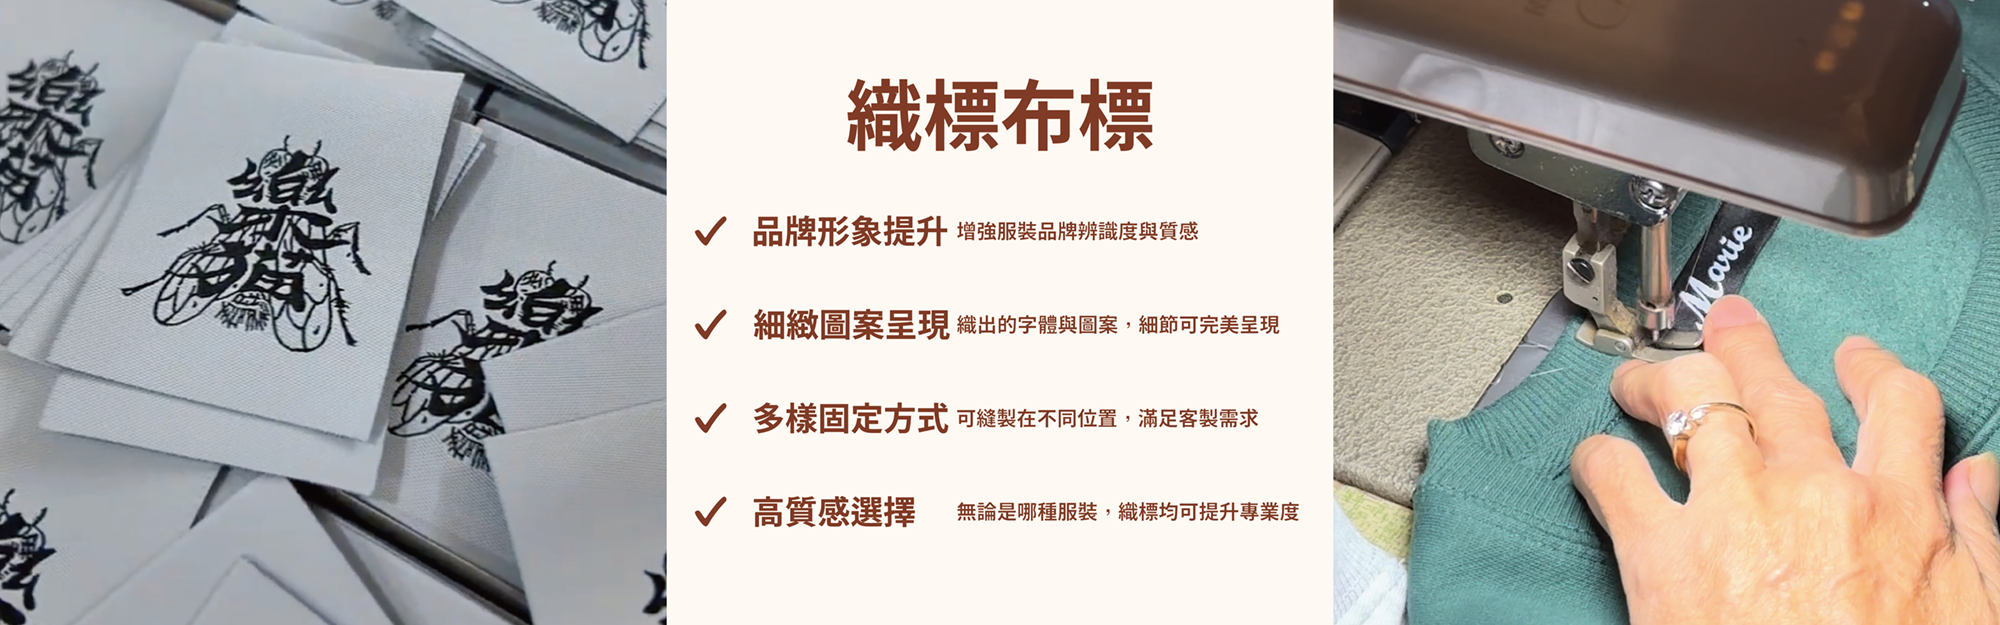 織標布標
品牌形象提升 增強服裝品牌辨識度與質感
細緻圖案呈現 織出的字體與圖案，細節可完美呈現
多樣固定方式 可縫製在不同位置，滿足客製需求
高質感選擇 無論是哪種服裝，織標均可提升專業度
Marie